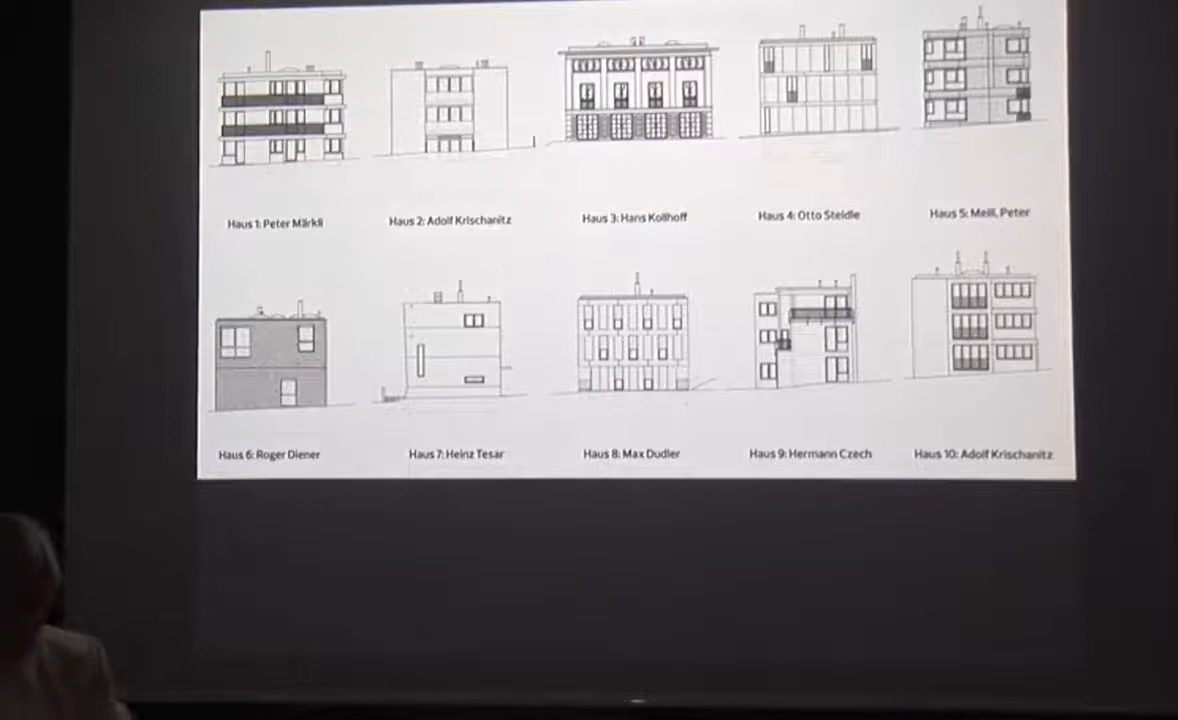 Haus 1: Peter Märkli
Haus 2: Adolf Krischanitz
Haus 3: Hans Kollhoff
Haus 4: Otto Steidle
Haus 5: Meili, Peter
Haus 6: Roger Diener
Haus 7: Heinz Tesar
Haus 8: Max Dudler
Haus 9: Hermann Czech
Haus 10: Adolf Krischanitz